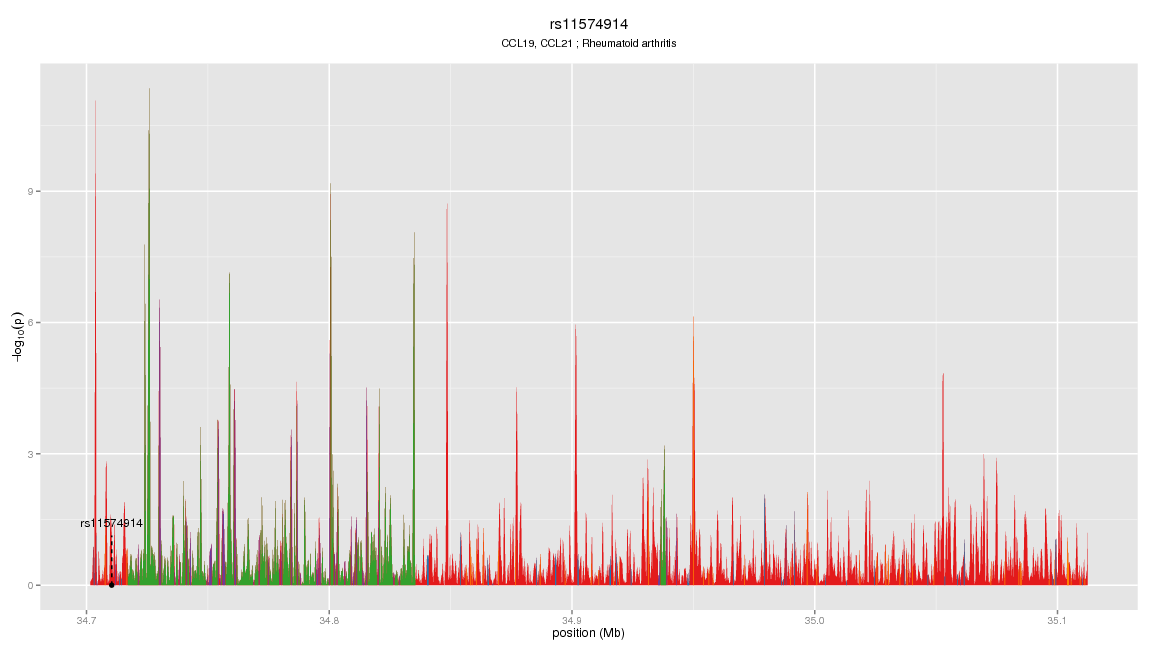 rs11574914
CCL19, CCL21 ; Rheumatoid arthritis
9
6
3
0
−log10(p)
rs11574914
34.7
34.8
34.9
35.0
35.1
position (Mb)